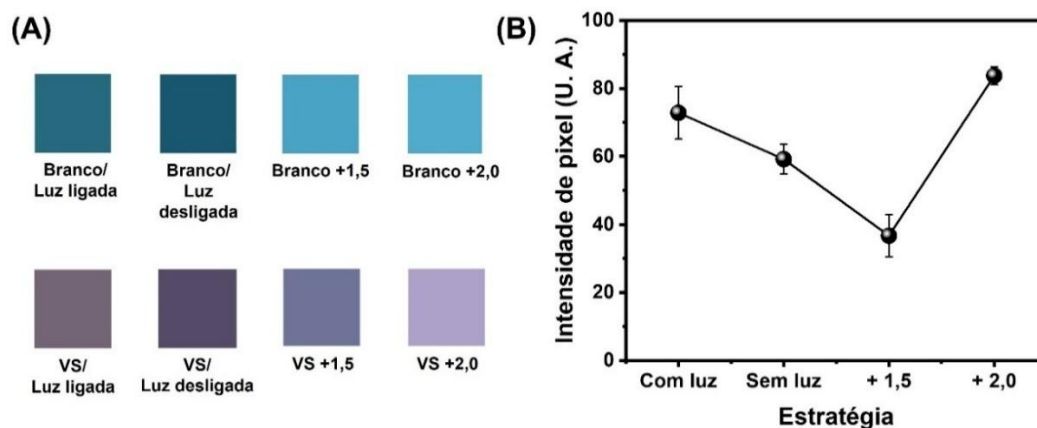 (A)
Branco/
Luz ligada
Branco/
Luz
desligada
Branco +1,5
Branco +2,0
VS/
Luz ligada
VS/
Luz desligada
VS +1,5
VS +2,0
(B)
Intensidade de pixel (U. A.)
100
80
60
40
20
0
Com luz
Sem luz
+ 1,5
+ 2,0
Estratégia